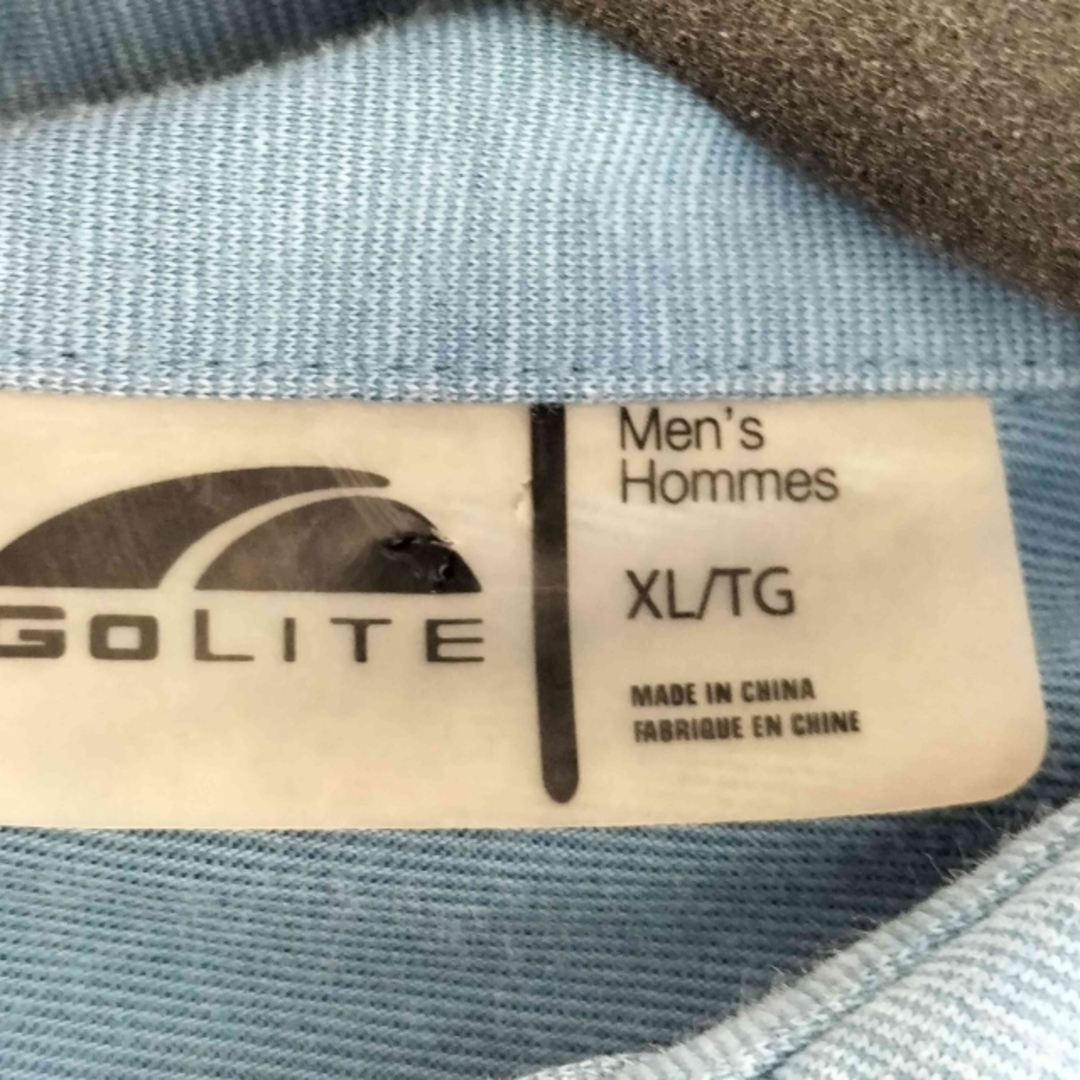 GOLITE
Men's
Hommes
XL/TG
MADE IN CHINA
FABRIQUE EN CHINE